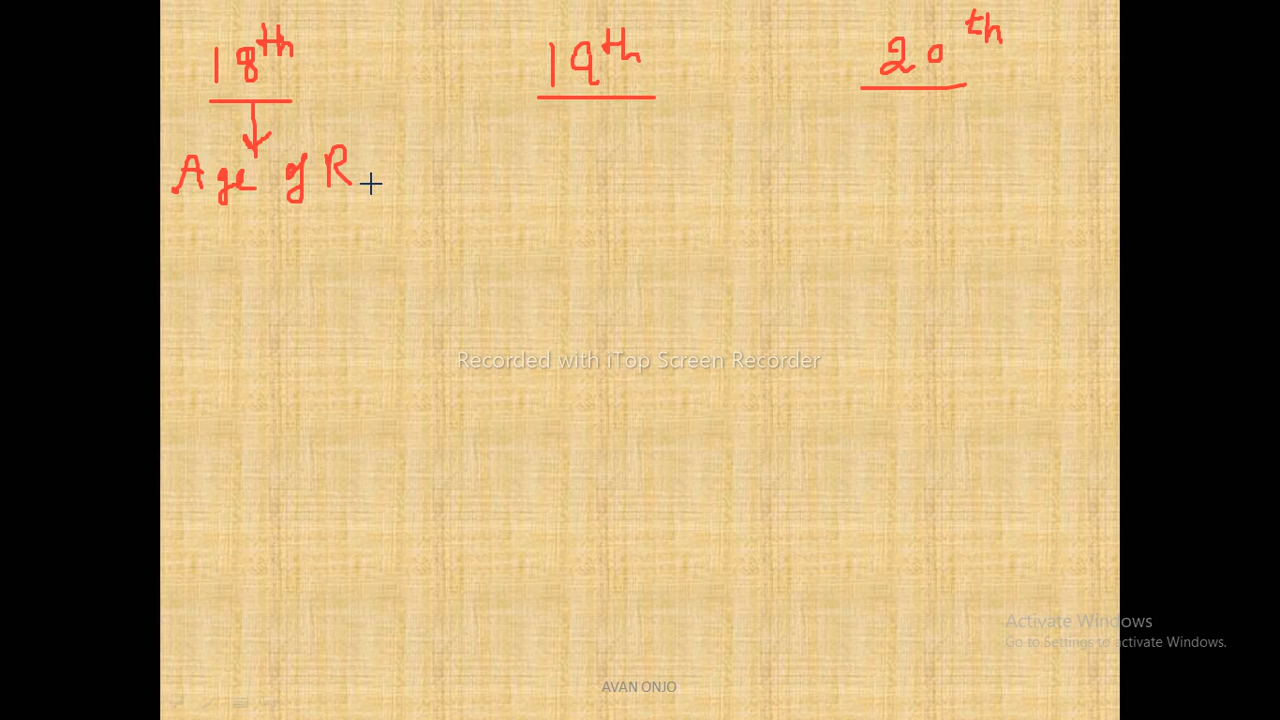 18th 19th 20th
Age of R
Recorded with iTop Screen Recorder
Activate Windows
Go to Settings to activate Windows.
AVAN ONJO